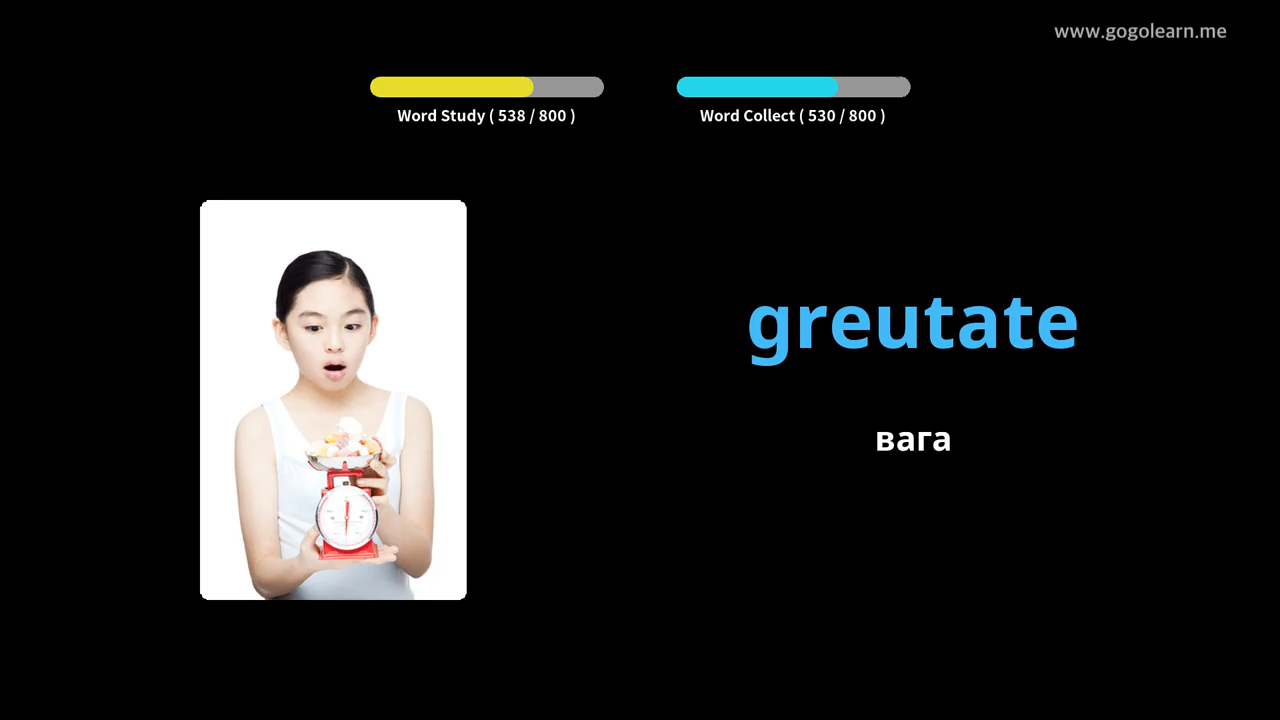 www.gogolearn.me
Word Study ( 538 / 800 )
Word Collect ( 530 / 800 )
greutate
вага